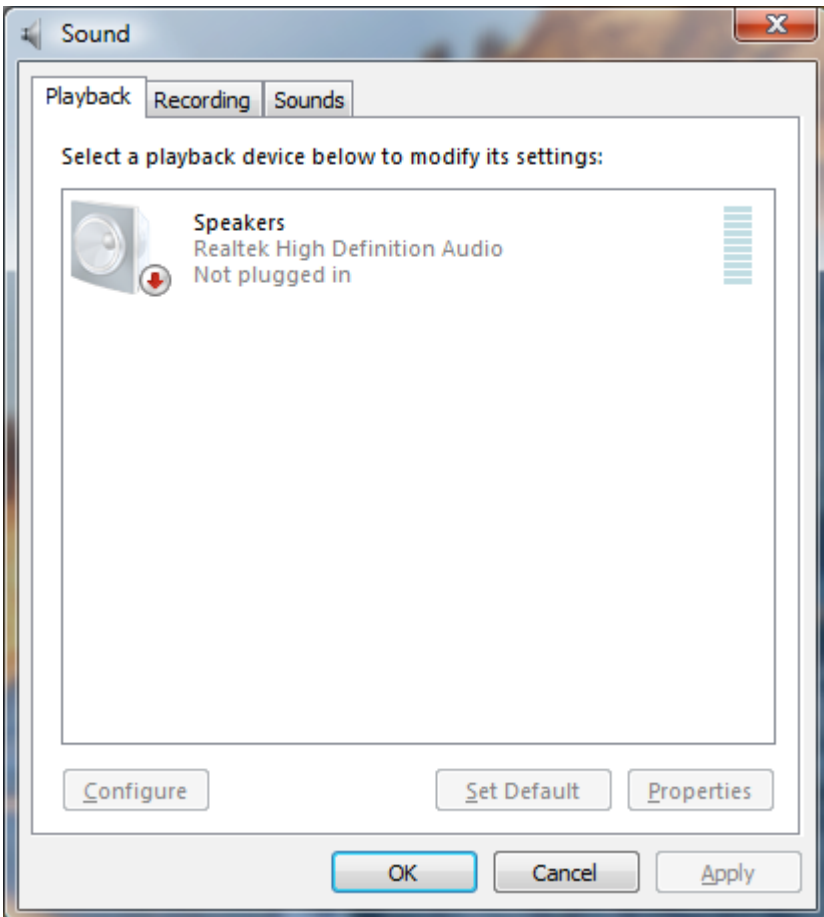 Sound
Playback
Recording
Sounds
Select a playback device below to modify its settings:
Speakers
Realtek High Definition Audio
Not plugged in
Configure
Set Default
Properties
OK
Cancel
Apply